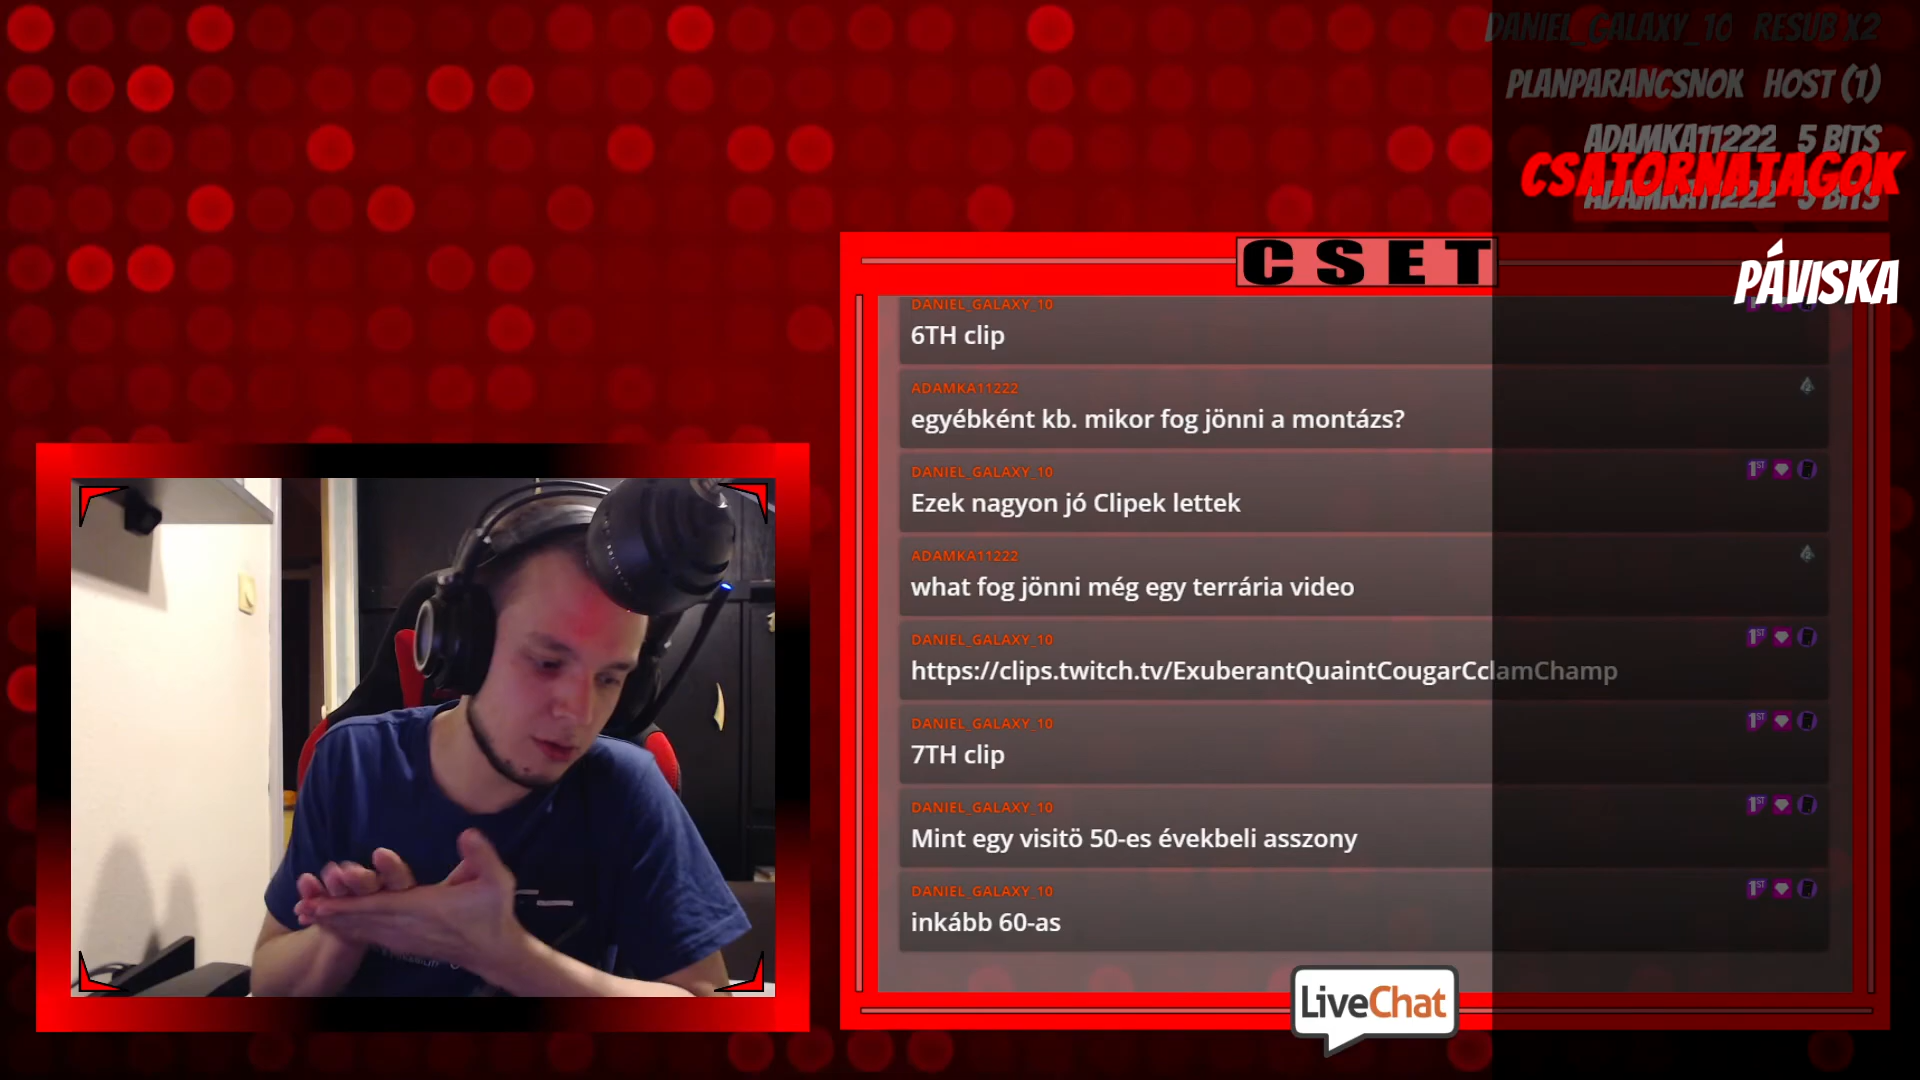 DANIEL_GALAXY_10 RESUB X2
PLANPARANCSNOK HOST (1)
ADAMKA11222 5 BITS
CSATORNATAGOK
ADAMKA11222 5 BITS
PÁVISKA
CSET
DANIEL_GALAXY_10
6TH clip
ADAMKA11222
egyébként kb. mikor fog jönni a montázs?
DANIEL_GALAXY_10
Ezek nagyon jó Clipek lettek
ADAMKA11222
what fog jönni még egy terrária video
DANIEL_GALAXY_10
https://clips.twitch.tv/ExuberantQuaintCougarCclamChamp
DANIEL_GALAXY_10
7TH clip
DANIEL_GALAXY_10
Mint egy visitö 50-es évekbeli asszony
DANIEL_GALAXY_10
inkább 60-as
LiveChat